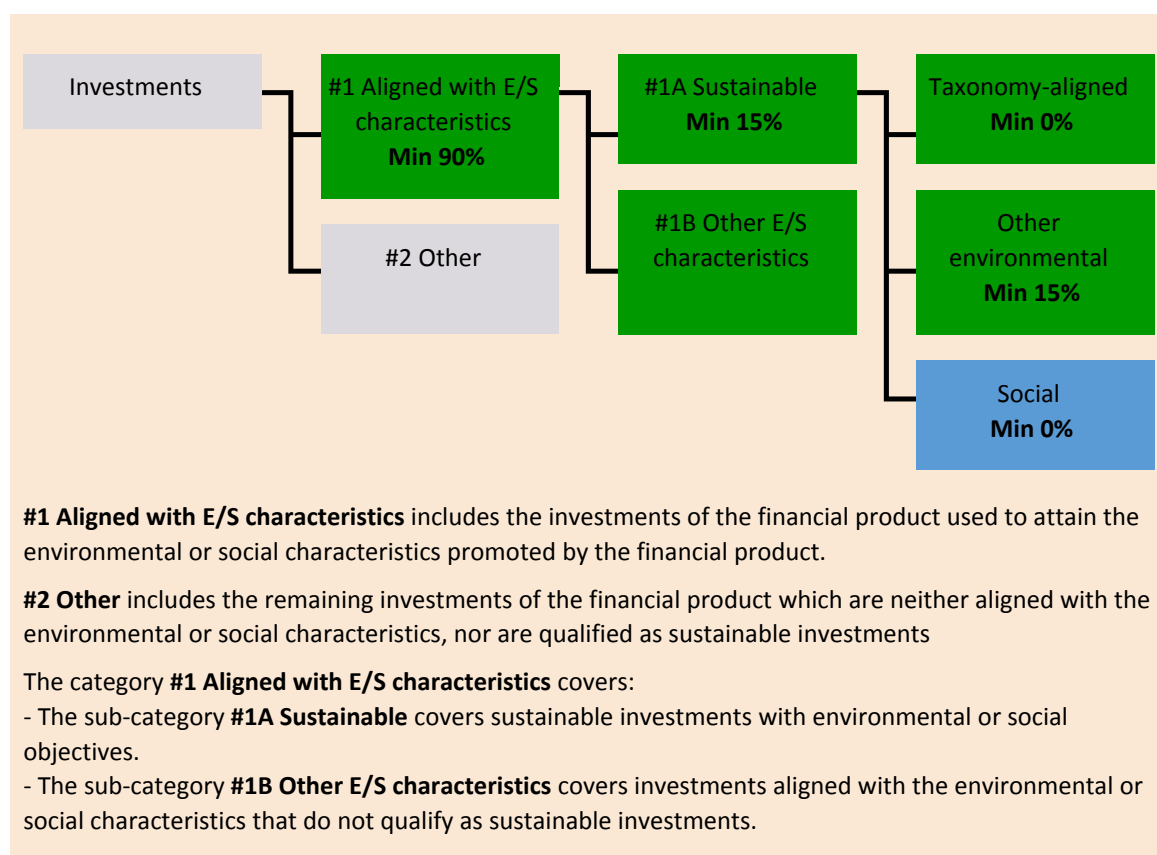 Investments
#1 Aligned with E/S
characteristics
Min 90%
#2 Other
#1A Sustainable
Min 15%
#1B Other E/S
characteristics
Taxonomy-aligned
Min 0%
Other
environmental
Min 15%
Social
Min 0%
#1 Aligned with E/S characteristics includes the investments of the financial product used to attain the
environmental or social characteristics promoted by the financial product.
#2 Other includes the remaining investments of the financial product which are neither aligned with the
environmental or social characteristics, nor are qualified as sustainable investments
The category #1 Aligned with E/S characteristics covers:
- The sub-category #1A Sustainable covers sustainable investments with environmental or social
objectives.
- The sub-category #1B Other E/S characteristics covers investments aligned with the environmental or
social characteristics that do not qualify as sustainable investments.